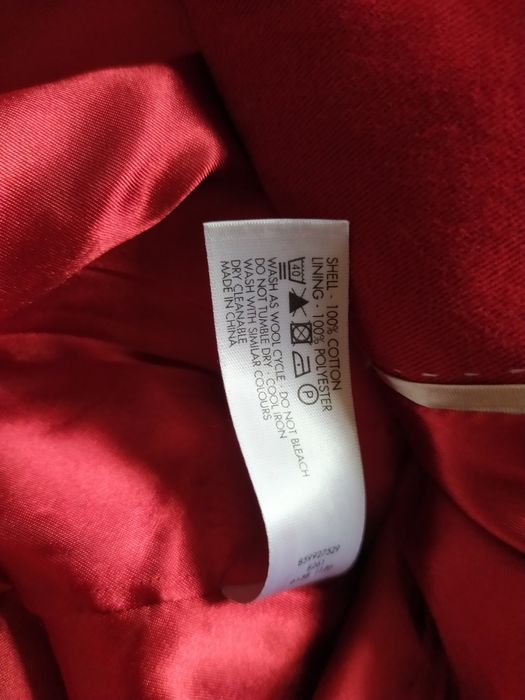 SHELL - 100% COTTON
LINING - 100% POLYESTER
40 P
WASH AS WOOL CYCLE - DO NOT BLEACH
DO NOT TUMBLE DRY - COOL IRON
WASH WITH SIMILAR COLOURS
DRY CLEANABLE
MADE IN CHINA